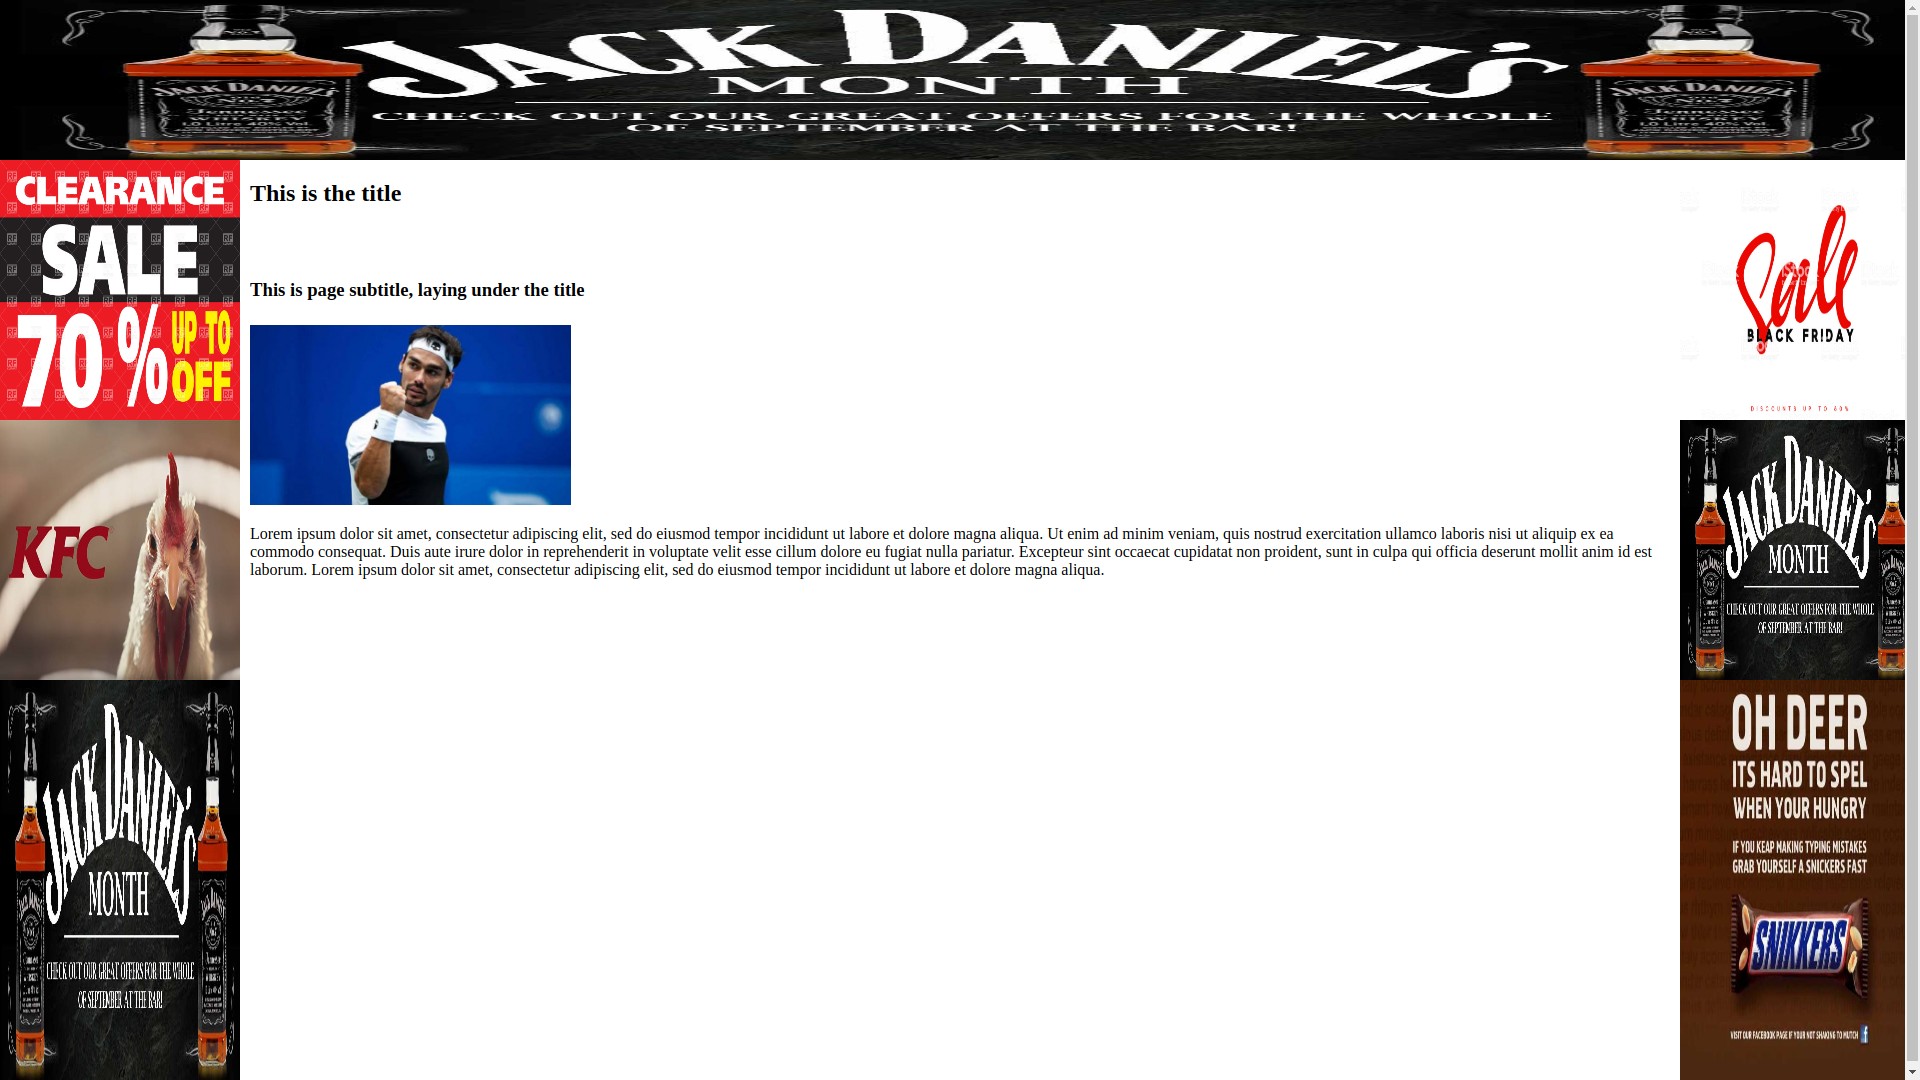 JACK DANIEL'S
MONTH
CHECK OUT OUR GREAT OFFERS FOR THE WHOLE
OF SEPTEMBER AT THE BAR!
JACK DANIEL'S
JACK DANIEL'S
CLEARANCE
SALE
70% UP TO
OFF
KFC
JACK DANIEL'S
MONTH
CHECK OUT OUR GREAT OFFERS FOR THE WHOLE
OF SEPTEMBER AT THE BAR!
This is the title
This is page subtitle, laying under the title
Lorem ipsum dolor sit amet, consectetur adipiscing elit, sed do eiusmod tempor incididunt ut labore et dolore magna aliqua. Ut enim ad minim veniam, quis nostrud exercitation ullamco laboris nisi ut aliquip ex ea
commodo consequat. Duis aute irure dolor in reprehenderit in voluptate velit esse cillum dolore eu fugiat nulla pariatur. Excepteur sint occaecat cupidatat non proident, sunt in culpa qui officia deserunt mollit anim id est
laborum. Lorem ipsum dolor sit amet, consectetur adipiscing elit, sed do eiusmod tempor incididunt ut labore et dolore magna aliqua.
Sale
BLACK FRIDAY
DISCOUNTS UP TO 60%
JACK DANIEL'S
MONTH
CHECK OUT OUR GREAT OFFERS FOR THE WHOLE
OF SEPTEMBER AT THE BAR!
OH DEER
ITS HARD TO SPEL
WHEN YOUR HUNGRY
IF YOU KEAP MAKING TYPING MISTAKES
GRAB YOURSELF A SNICKERS FAST
SNIKKERS
VISIT OUR FACEBOOK PAGE IF YOUR NOT SHAKING TO MUTCH